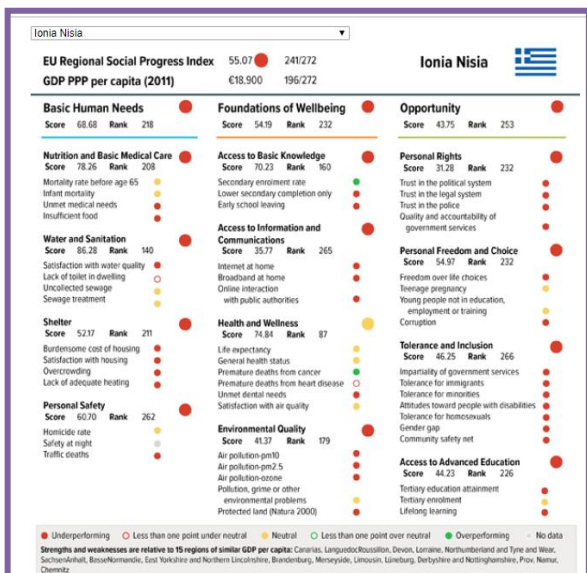 Ionia Nisia
EU Regional Social Progress Index 55.07 241/272
GDP PPP per capita (2011) €18.900 196/272
Ionia Nisia
Basic Human Needs
Score 68.68 Rank 218
Nutrition and Basic Medical Care
Score 78.26 Rank 208
Mortality rate before age 65
Infant mortality
Unmet medical needs
Insufficient food
Water and Sanitation
Score 86.28 Rank 140
Satisfaction with water quality
Lack of toilet in dwelling
Uncollected sewage
Sewage treatment
Shelter
Score 52.17 Rank 211
Burdensome cost of housing
Satisfaction with housing
Overcrowding
Lack of adequate heating
Personal Safety
Score 60.70 Rank 262
Homicide rate
Safety at night
Traffic deaths
Foundations of Wellbeing
Score 54.19 Rank 232
Access to Basic Knowledge
Score 70.23 Rank 160
Secondary enrolment rate
Lower secondary completion only
Early school leaving
Access to Information and
Communications
Score 35.77 Rank 265
Internet at home
Broadband at home
Online interaction
with public authorities
Health and Wellness
Score 74.84 Rank 87
Life expectancy
General health status
Premature deaths from cancer
Premature deaths from heart disease
Unmet dental needs
Satisfaction with air quality
Environmental Quality
Score 41.37 Rank 179
Air pollution-pm10
Air pollution-pm2.5
Air pollution-ozone
Pollution, grime or other
environmental problems
Protected land (Natura 2000)
Opportunity
Score 43.75 Rank 253
Personal Rights
Score 31.28 Rank 232
Trust in the political system
Trust in the legal system
Trust in the police
Quality and accountability of
government services
Personal Freedom and Choice
Score 54.97 Rank 232
Freedom over life choices
Teenage pregnancy
Young people not in education,
employment or training
Corruption
Tolerance and Inclusion
Score 46.25 Rank 266
Impartiality of government services
Tolerance for immigrants
Tolerance for minorities
Attitudes toward people with disabilities
Tolerance for homosexuals
Gender gap
Community safety net
Access to Advanced Education
Score 44.23 Rank 226
Tertiary education attainment
Tertiary enrolment
Lifelong learning
Underperforming Less than one point under neutral Neutral Less than one point over neutral Overperforming No data
Strengths and weaknesses are relative to 15 regions of similar GDP per capita: Canarias, LanguedocRoussillon, Devon, Lorraine, Northumberland and Tyne and Wear,
SachsenAnhalt, BasseNormandie, East Yorkshire and Northern Lincolnshire, Brandenburg, Merseyside, Limousin, Lüneburg, Derbyshire and Nottinghamshire, Prov. Namur,
Chemnitz